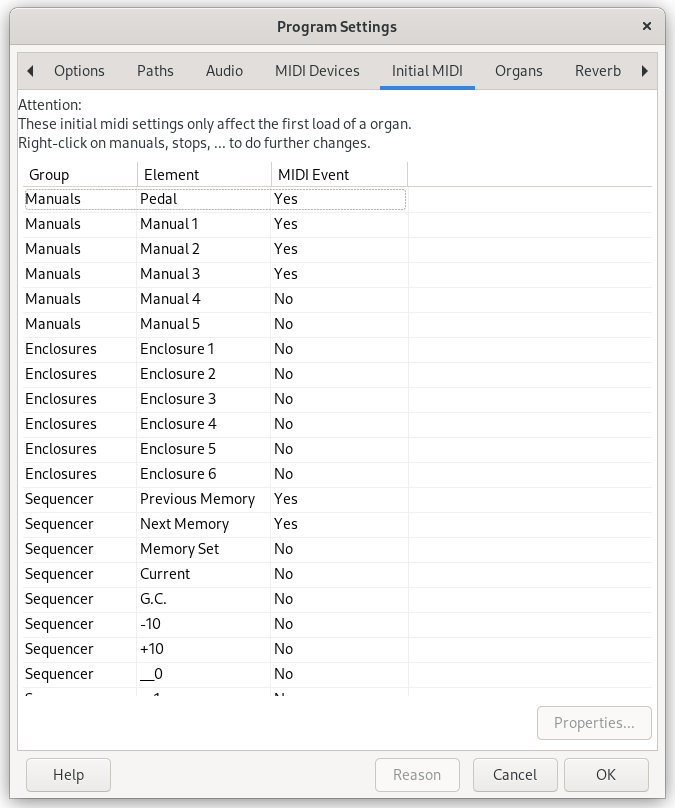 Program Settings
Options Paths Audio MIDI Devices Initial MIDI Organs Reverb
Attention:
These initial midi settings only affect the first load of a organ.
Right-click on manuals, stops, ... to do further changes.
Group Element MIDI Event
Manuals Pedal Yes
Manuals Manual 1 Yes
Manuals Manual 2 Yes
Manuals Manual 3 Yes
Manuals Manual 4 No
Manuals Manual 5 No
Enclosures Enclosure 1 No
Enclosures Enclosure 2 No
Enclosures Enclosure 3 No
Enclosures Enclosure 4 No
Enclosures Enclosure 5 No
Enclosures Enclosure 6 No
Sequencer Previous Memory Yes
Sequencer Next Memory Yes
Sequencer Memory Set No
Sequencer Current No
Sequencer G.C. No
Sequencer -10 No
Sequencer +10 No
Sequencer __0 No
Properties...
Help Reason Cancel OK